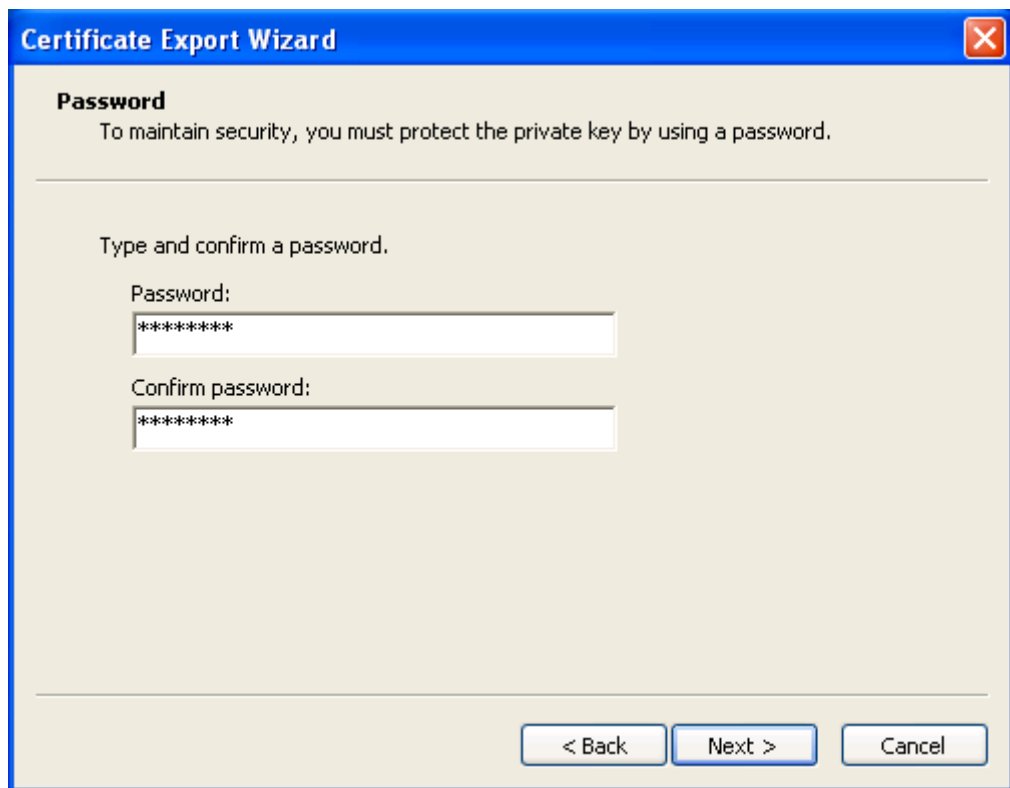 Certificate Export Wizard
Password
To maintain security, you must protect the private key by using a password.
Type and confirm a password.
Password:
********
Confirm password:
********
< Back Next > Cancel